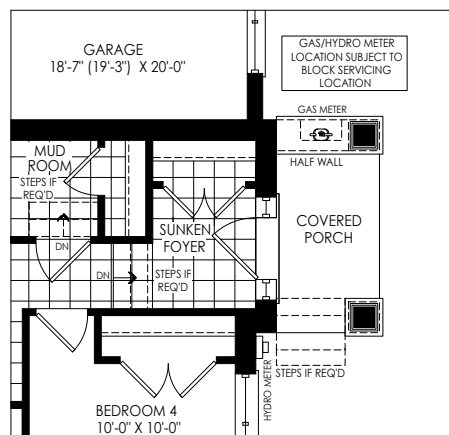 GARAGE
18'-7" (19'-3") X 20'-0"
GAS/HYDRO METER
LOCATION SUBJECT TO
BLOCK SERVICING
LOCATION
GAS METER
HALF WALL
MUD
ROOM
STEPS IF
REQ'D
DN
SUNKEN
FOYER
COVERED
PORCH
DN
STEPS IF
REQ'D
STEPS IF REQ'D
HYDRO METER
BEDROOM 4
10'-0" X 10'-0"